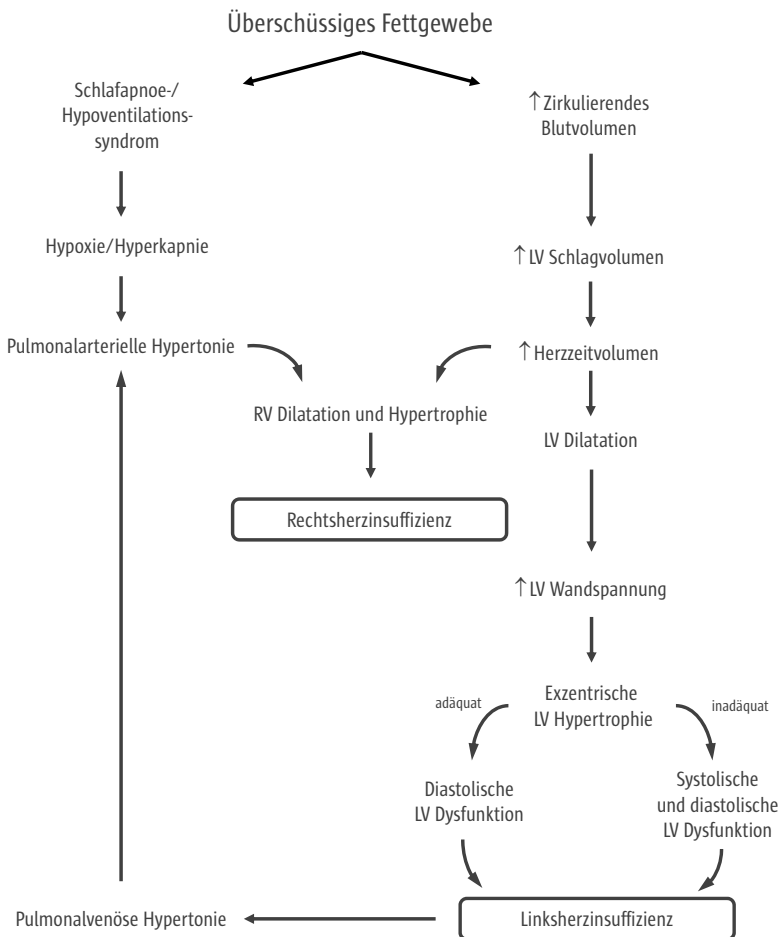 Überschüssiges Fettgewebe
Schlafapnoe-/
Hypoventilations-
syndrom
↑Zirkulierendes
Blutvolumen
Hypoxie/Hyperkapnie
↑LV Schlagvolumen
Pulmonalarterielle Hypertonie
↑Herzzeitvolumen
RV Dilatation und Hypertrophie
LV Dilatation
Rechtsherzinsuffizienz
↑LV Wandspannung
adäquat
Exzentrische
LV Hypertrophie
inadäquat
Diastolische
LV Dysfunktion
Systolische
und diastolische
LV Dysfunktion
Pulmonalvenöse Hypertonie
Linksherzinsuffizienz